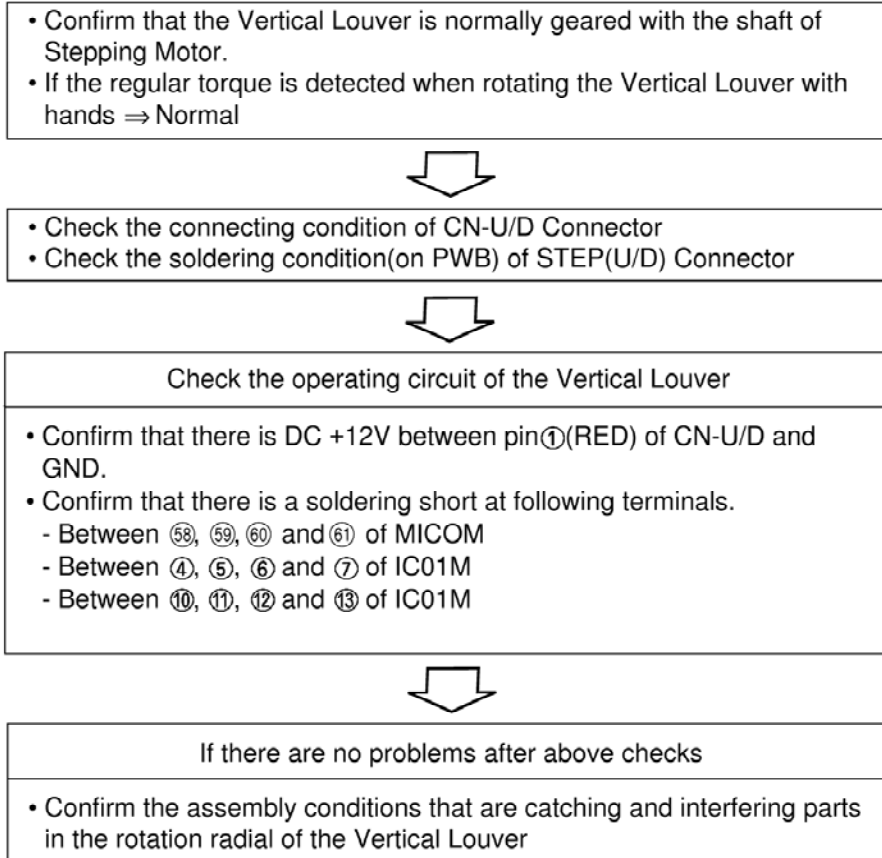 • Confirm that the Vertical Louver is normally geared with the shaft of
Stepping Motor.
• If the regular torque is detected when rotating the Vertical Louver with
hands ⇒ Normal
• Check the connecting condition of CN-U/D Connector
• Check the soldering condition(on PWB) of STEP(U/D) Connector
Check the operating circuit of the Vertical Louver
• Confirm that there is DC +12V between pin①(RED) of CN-U/D and
GND.
• Confirm that there is a soldering short at following terminals.
- Between 58, 59, 60 and 61 of MICOM
- Between ④, ⑤, ⑥ and ⑦ of IC01M
- Between ⑩, ⑪, ⑫ and ⑬ of IC01M
If there are no problems after above checks
• Confirm the assembly conditions that are catching and interfering parts
in the rotation radial of the Vertical Louver